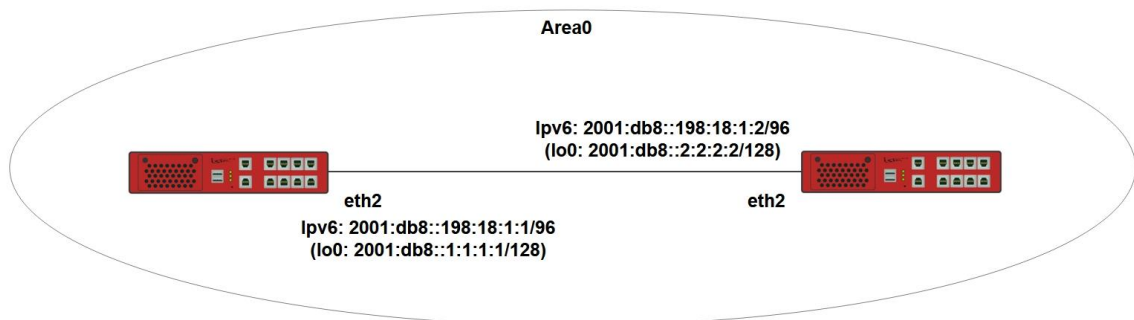 Area0
Ipv6: 2001:db8::198:18:1:2/96
(lo0: 2001:db8::2:2:2:2/128)
eth2
eth2
Ipv6: 2001:db8::198:18:1:1/96
(lo0: 2001:db8::1:1:1:1/128)